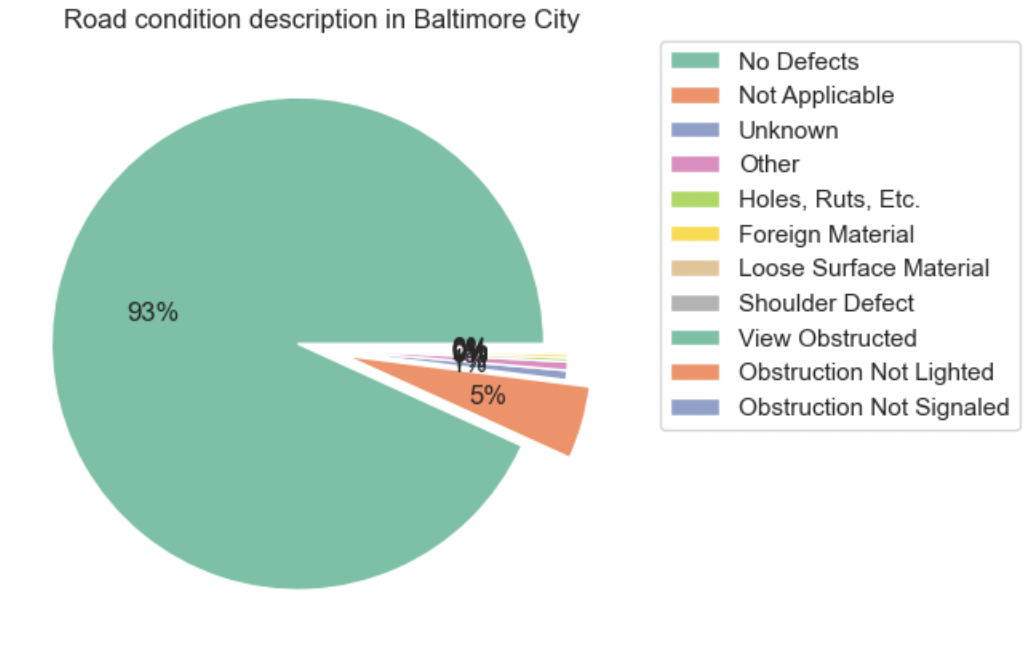 Road condition description in Baltimore City
No Defects
Not Applicable
Unknown
Other
Holes, Ruts, Etc.
Foreign Material
Loose Surface Material
Shoulder Defect
View Obstructed
Obstruction Not Lighted
Obstruction Not Signaled
93%
5%